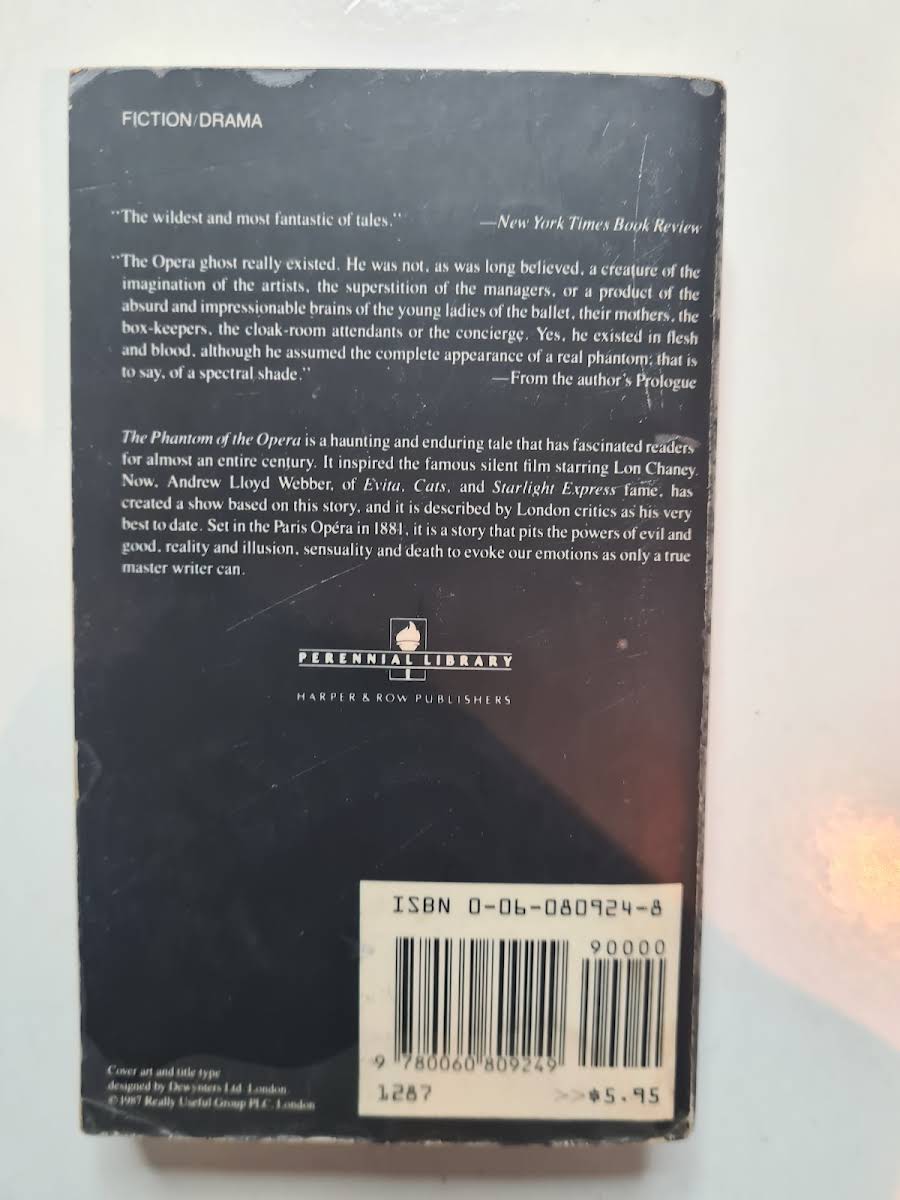 FICTION/DRAMA
"The wildest and most fantastic of tales."
—New York Times Book Review
"The Opera ghost really existed. He was not, as was long believed, a creature of the
imagination of the artists, the superstition of the managers, or a product of the
absurd and impressionable brains of the young ladies of the ballet, their mothers, the
box-keepers, the cloak-room attendants or the concierge. Yes, he existed in flesh
and blood, although he assumed the complete appearance of a real phantom; that is
to say, of a spectral shade."
—From the author's Prologue
The Phantom of the Opera is a haunting and enduring tale that has fascinated readers
for almost an entire century. It inspired the famous silent film starring Lon Chaney.
Now, Andrew Lloyd Webber, of Evita, Cats, and Starlight Express fame, has
created a show based on this story, and it is described by London critics as his very
best to date. Set in the Paris Opéra in 1881, it is a story that pits the powers of evil and
good, reality and illusion, sensuality and death to evoke our emotions as only a true
master writer can.
PERENNIAL LIBRARY
HARPER & ROW PUBLISHERS
ISBN 0-06-080924-8
90000
9 780060 809249
1287 >>$5.95
Cover art and title type
designed by Dewynters Ltd. London
© 1987 Really Useful Group PLC, London